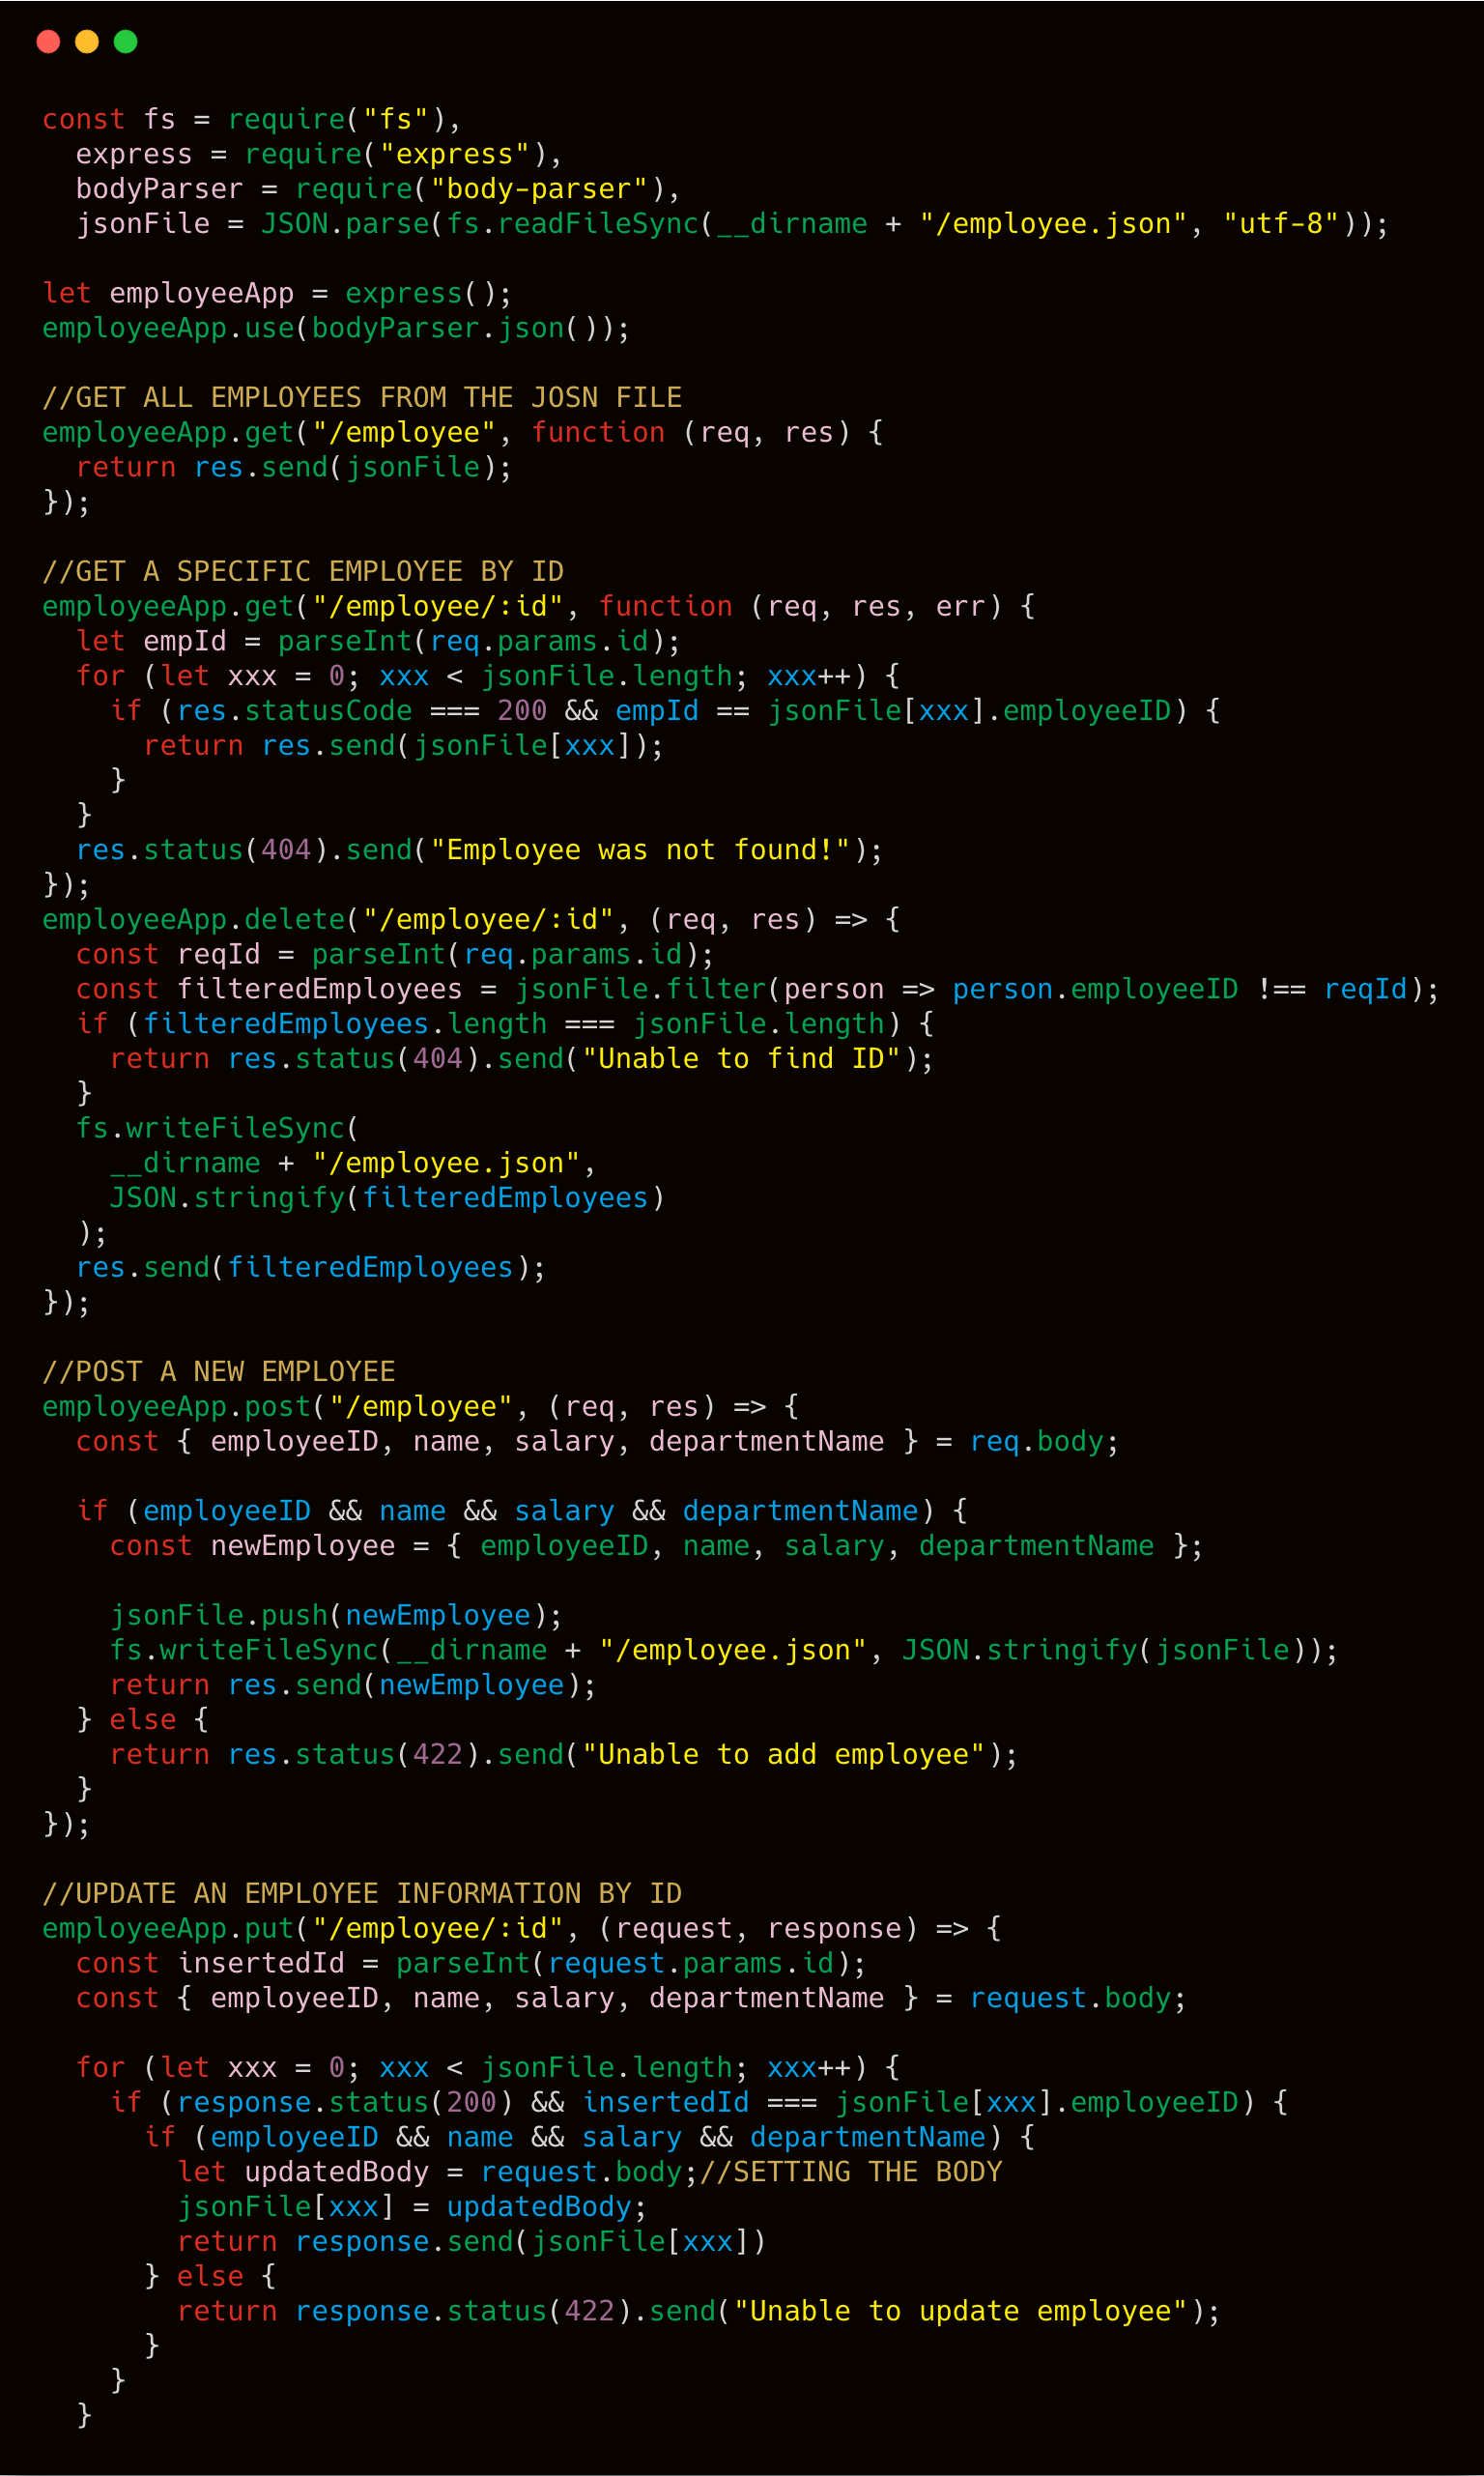 const fs = require("fs"),
  express = require("express"),
  bodyParser = require("body-parser"),
  jsonFile = JSON.parse(fs.readFileSync(__dirname + "/employee.json", "utf-8"));

let employeeApp = express();
employeeApp.use(bodyParser.json());

//GET ALL EMPLOYEES FROM THE JOSN FILE
employeeApp.get("/employee", function (req, res) {
  return res.send(jsonFile);
});

//GET A SPECIFIC EMPLOYEE BY ID
employeeApp.get("/employee/:id", function (req, res, err) {
  let empId = parseInt(req.params.id);
  for (let xxx = 0; xxx < jsonFile.length; xxx++) {
    if (res.statusCode === 200 && empId == jsonFile[xxx].employeeID) {
      return res.send(jsonFile[xxx]);
    }
  }
  res.status(404).send("Employee was not found!");
});
employeeApp.delete("/employee/:id", (req, res) => {
  const reqId = parseInt(req.params.id);
  const filteredEmployees = jsonFile.filter(person => person.employeeID !== reqId);
  if (filteredEmployees.length === jsonFile.length) {
    return res.status(404).send("Unable to find ID");
  }
  fs.writeFileSync(
    __dirname + "/employee.json",
    JSON.stringify(filteredEmployees)
  );
  res.send(filteredEmployees);
});

//POST A NEW EMPLOYEE
employeeApp.post("/employee", (req, res) => {
  const { employeeID, name, salary, departmentName } = req.body;

  if (employeeID && name && salary && departmentName) {
    const newEmployee = { employeeID, name, salary, departmentName };

    jsonFile.push(newEmployee);
    fs.writeFileSync(__dirname + "/employee.json", JSON.stringify(jsonFile));
    return res.send(newEmployee);
  } else {
    return res.status(422).send("Unable to add employee");
  }
});

//UPDATE AN EMPLOYEE INFORMATION BY ID
employeeApp.put("/employee/:id", (request, response) => {
  const insertedId = parseInt(request.params.id);
  const { employeeID, name, salary, departmentName } = request.body;

  for (let xxx = 0; xxx < jsonFile.length; xxx++) {
    if (response.status(200) && insertedId === jsonFile[xxx].employeeID) {
      if (employeeID && name && salary && departmentName) {
        let updatedBody = request.body;//SETTING THE BODY
        jsonFile[xxx] = updatedBody;
        return response.send(jsonFile[xxx])
      } else {
        return response.status(422).send("Unable to update employee");
      }
    }
  }